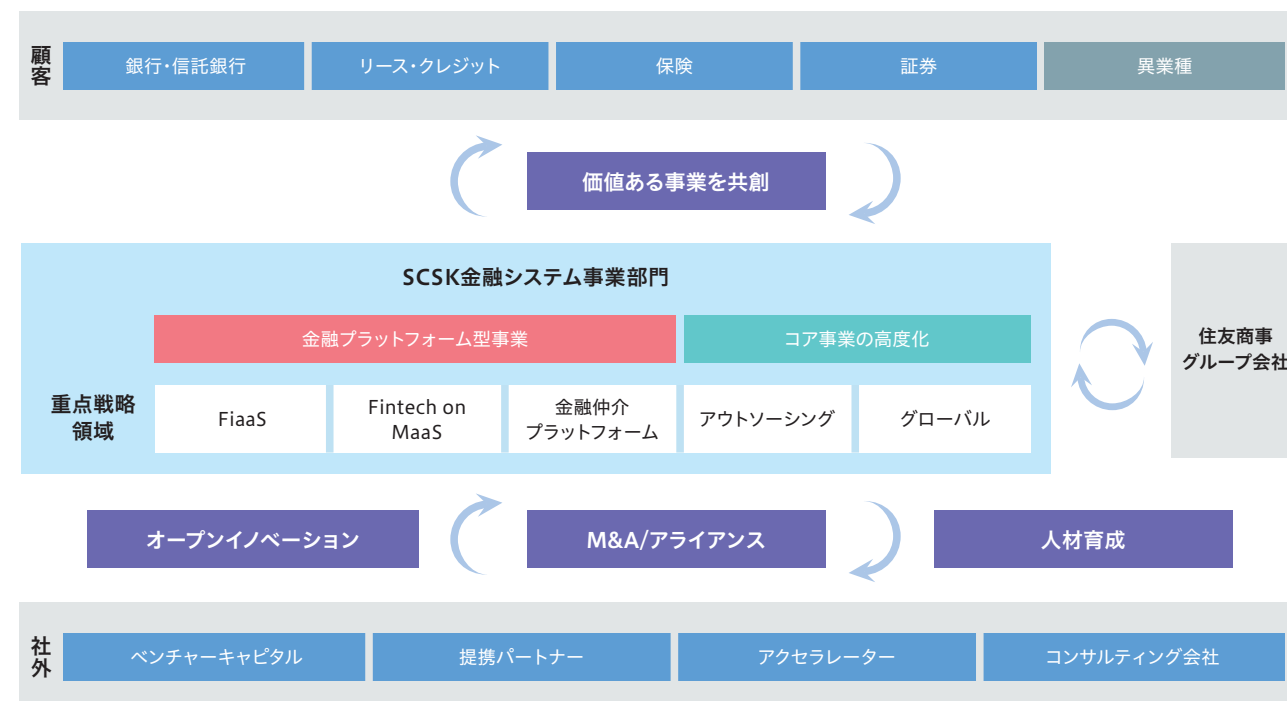 顧客
銀行・信託銀行
リース・クレジット
保険
証券
異業種
価値ある事業を共創
SCSK金融システム事業部門
金融プラットフォーム型事業
コア事業の高度化
重点戦略
領域
FiaaS
Fintech on
MaaS
金融仲介
プラットフォーム
アウトソーシング
グローバル
住友商事
グループ会社
オープンイノベーション
M&A/アライアンス
人材育成
社外
ベンチャーキャピタル
提携パートナー
アクセラレーター
コンサルティング会社